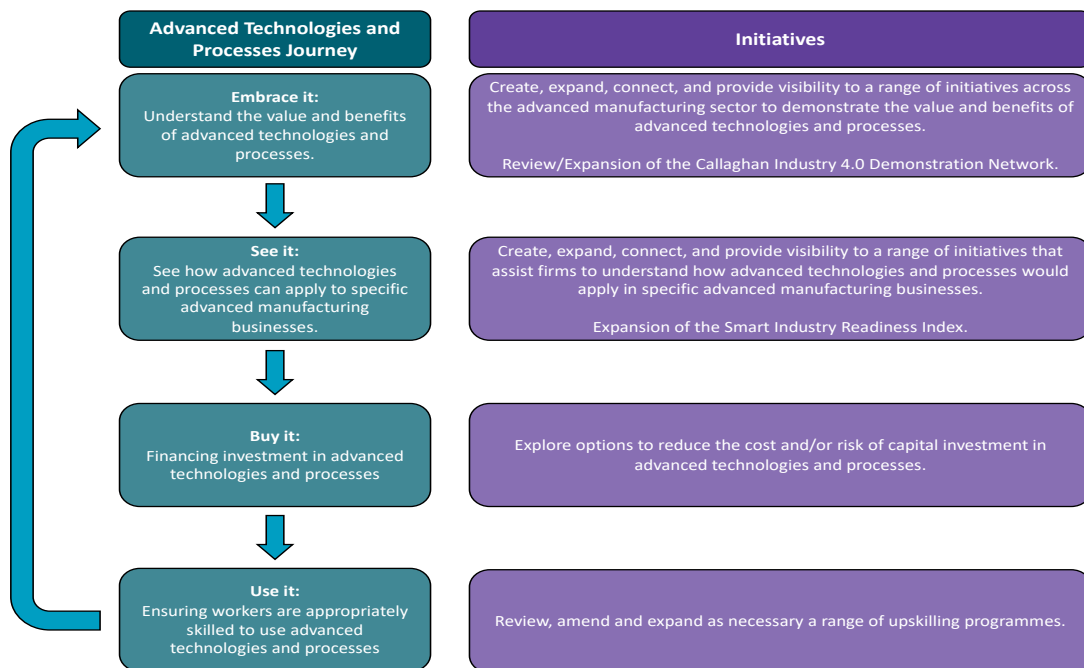 Advanced Technologies and
Processes Journey
Initiatives
Embrace it:
Understand the value and benefits
of advanced technologies and
processes.
Create, expand, connect, and provide visibility to a range of initiatives across
the advanced manufacturing sector to demonstrate the value and benefits of
advanced technologies and processes.
Review/Expansion of the Callaghan Industry 4.0 Demonstration Network.
See it:
See how advanced technologies
and processes can apply to specific
advanced manufacturing
businesses.
Create, expand, connect, and provide visibility to a range of initiatives that
assist firms to understand how advanced technologies and processes would
apply in specific advanced manufacturing businesses.
Expansion of the Smart Industry Readiness Index.
Buy it:
Financing investment in advanced
technologies and processes
Explore options to reduce the cost and/or risk of capital investment in
advanced technologies and processes.
Use it:
Ensuring workers are appropriately
skilled to use advanced
technologies and processes
Review, amend and expand as necessary a range of upskilling programmes.